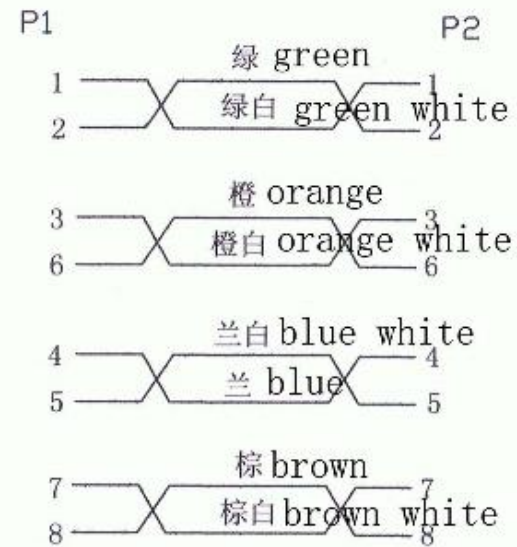 P1 P2
绿 green
1 1
绿白 green white
2 2
橙 orange
3 3
橙白 orange white
6 6
兰白 blue white
4 4
兰 blue
5 5
棕 brown
7 7
棕白 brown white
8 8